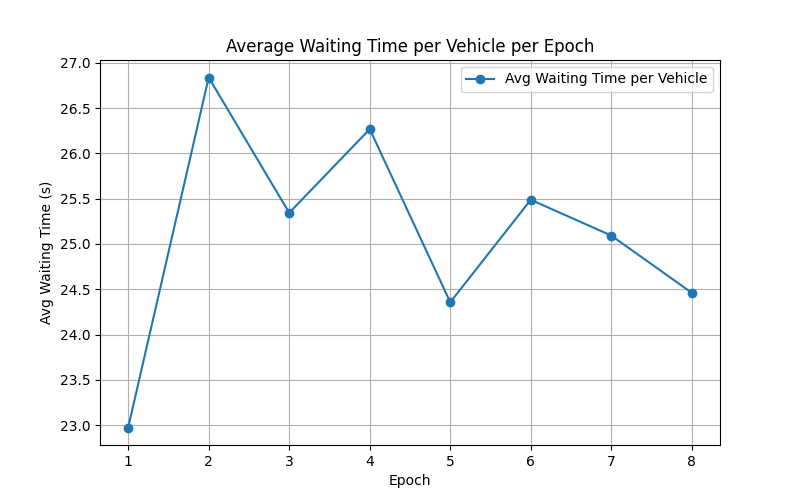 Average Waiting Time per Vehicle per Epoch
Avg Waiting Time per Vehicle
Avg Waiting Time (s)
27.0
26.5
26.0
25.5
25.0
24.5
24.0
23.5
23.0
1 2 3 4 5 6 7 8
Epoch